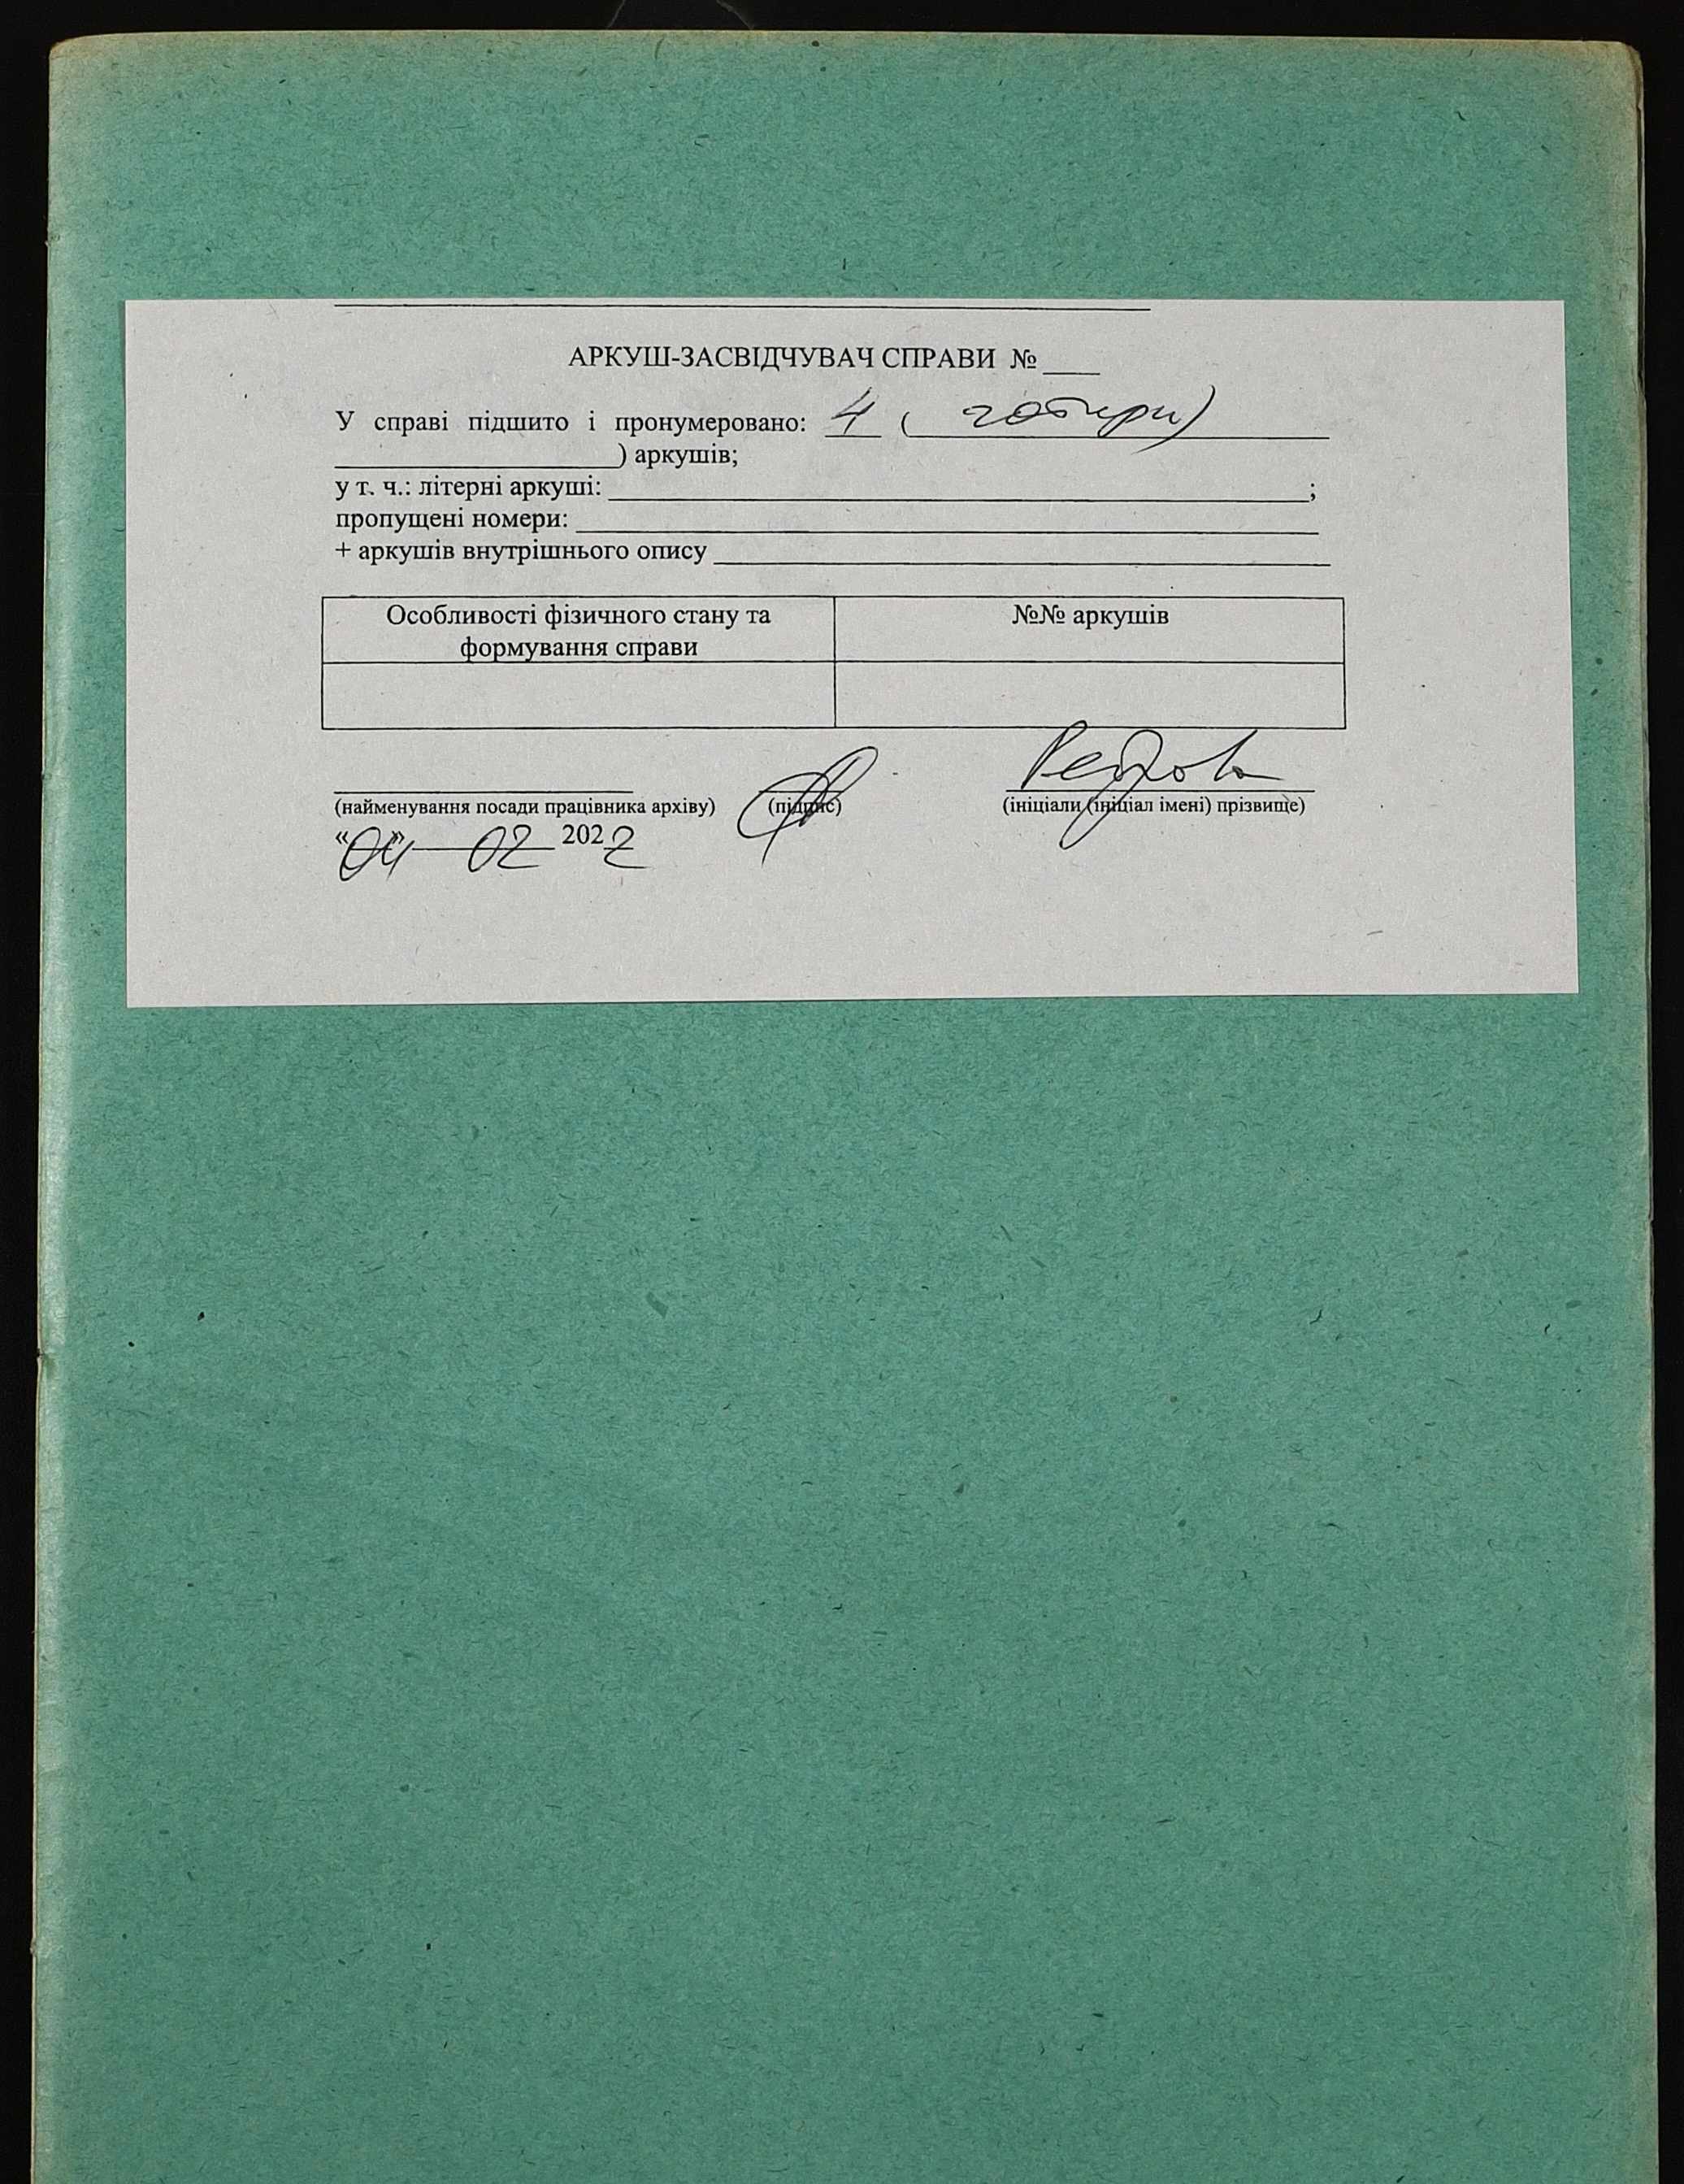 АРКУШ-ЗАСВІДЧУВАЧ СПРАВИ № ____
У справі підшито і пронумеровано: 4 ( чотири)
) аркушів;
у т. ч.: літерні аркуші: ;
пропущені номери:
+ аркушів внутрішнього опису
Особливості фізичного стану та
формування справи
№№ аркушів
(найменування посади працівника архіву) (підпис) (ініціали (ініціал імені) прізвище)
«04» 02 2022